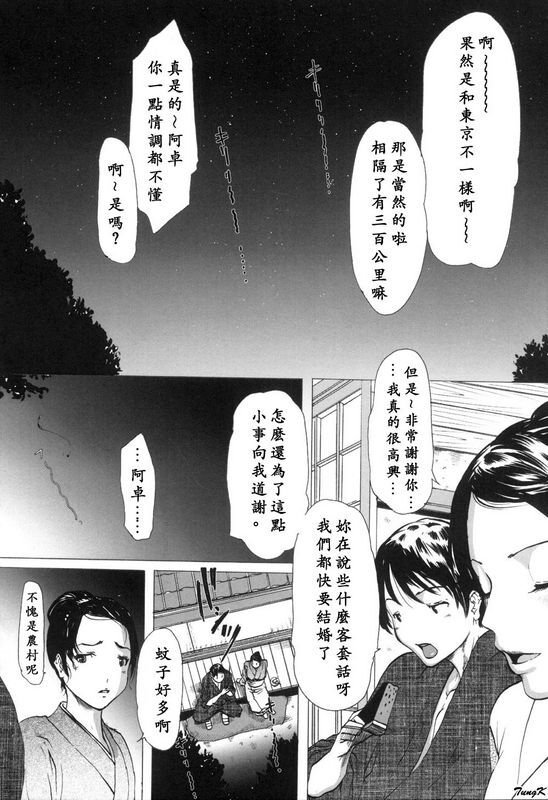 啊~~~~~
果然是和東京不一樣啊~~
那是當然的啦
相隔了有三百公里嘛
真是的~阿卓
你一點情調都不懂
啊~是嗎？
但是~非常謝謝你…
…我真的很高興…
妳在說些什麼客套話呀
我們都快要結婚了
怎麼還為了這點
小事向我道謝。
…阿卓……
蚊子好多啊
不愧是農村呢
TungK